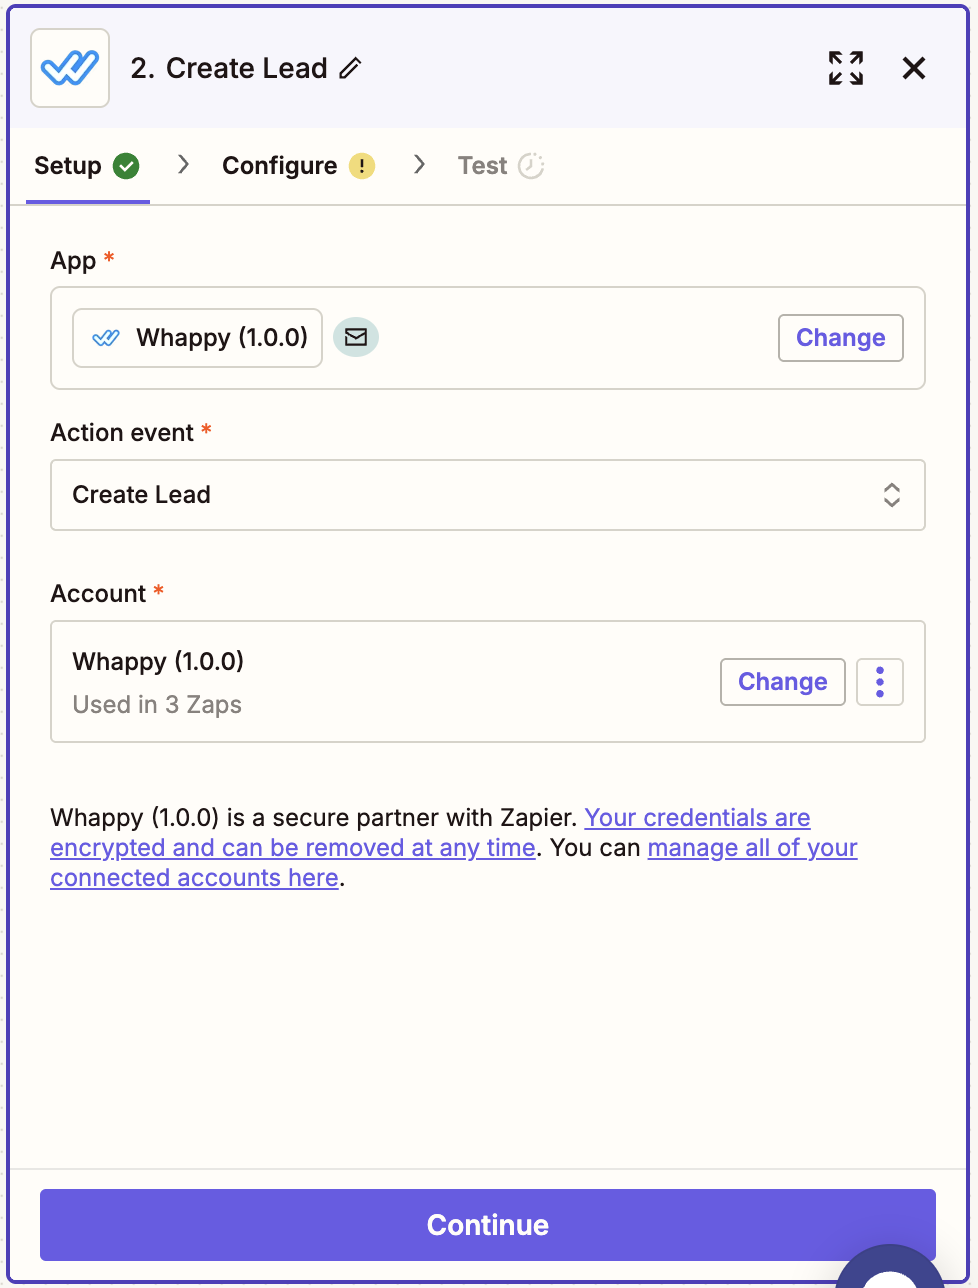 2. Create Lead
Setup
Configure
Test
App *
Whappy (1.0.0)
Change
Action event *
Create Lead
Account *
Whappy (1.0.0)
Used in 3 Zaps
Change
Whappy (1.0.0) is a secure partner with Zapier. Your credentials are
encrypted and can be removed at any time. You can manage all of your
connected accounts here.
Continue